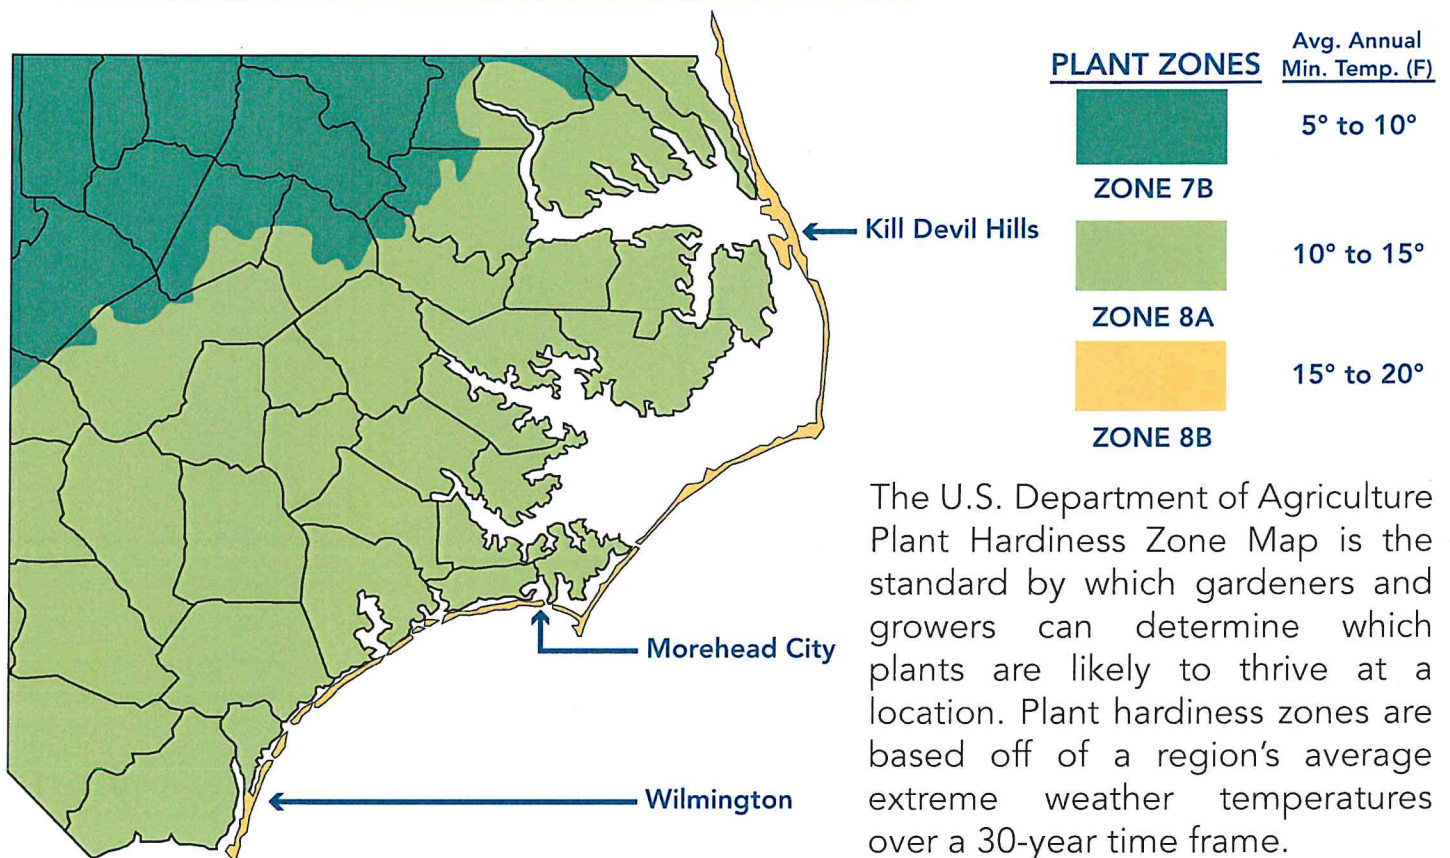 PLANT ZONES
Avg. Annual
Min. Temp. (F)
5° to 10°
ZONE 7B
10° to 15°
ZONE 8A
15° to 20°
ZONE 8B
Kill Devil Hills
Morehead City
Wilmington
The U.S. Department of Agriculture
Plant Hardiness Zone Map is the
standard by which gardeners and
growers can determine which
plants are likely to thrive at a
location. Plant hardiness zones are
based off of a region's average
extreme weather temperatures
over a 30-year time frame.